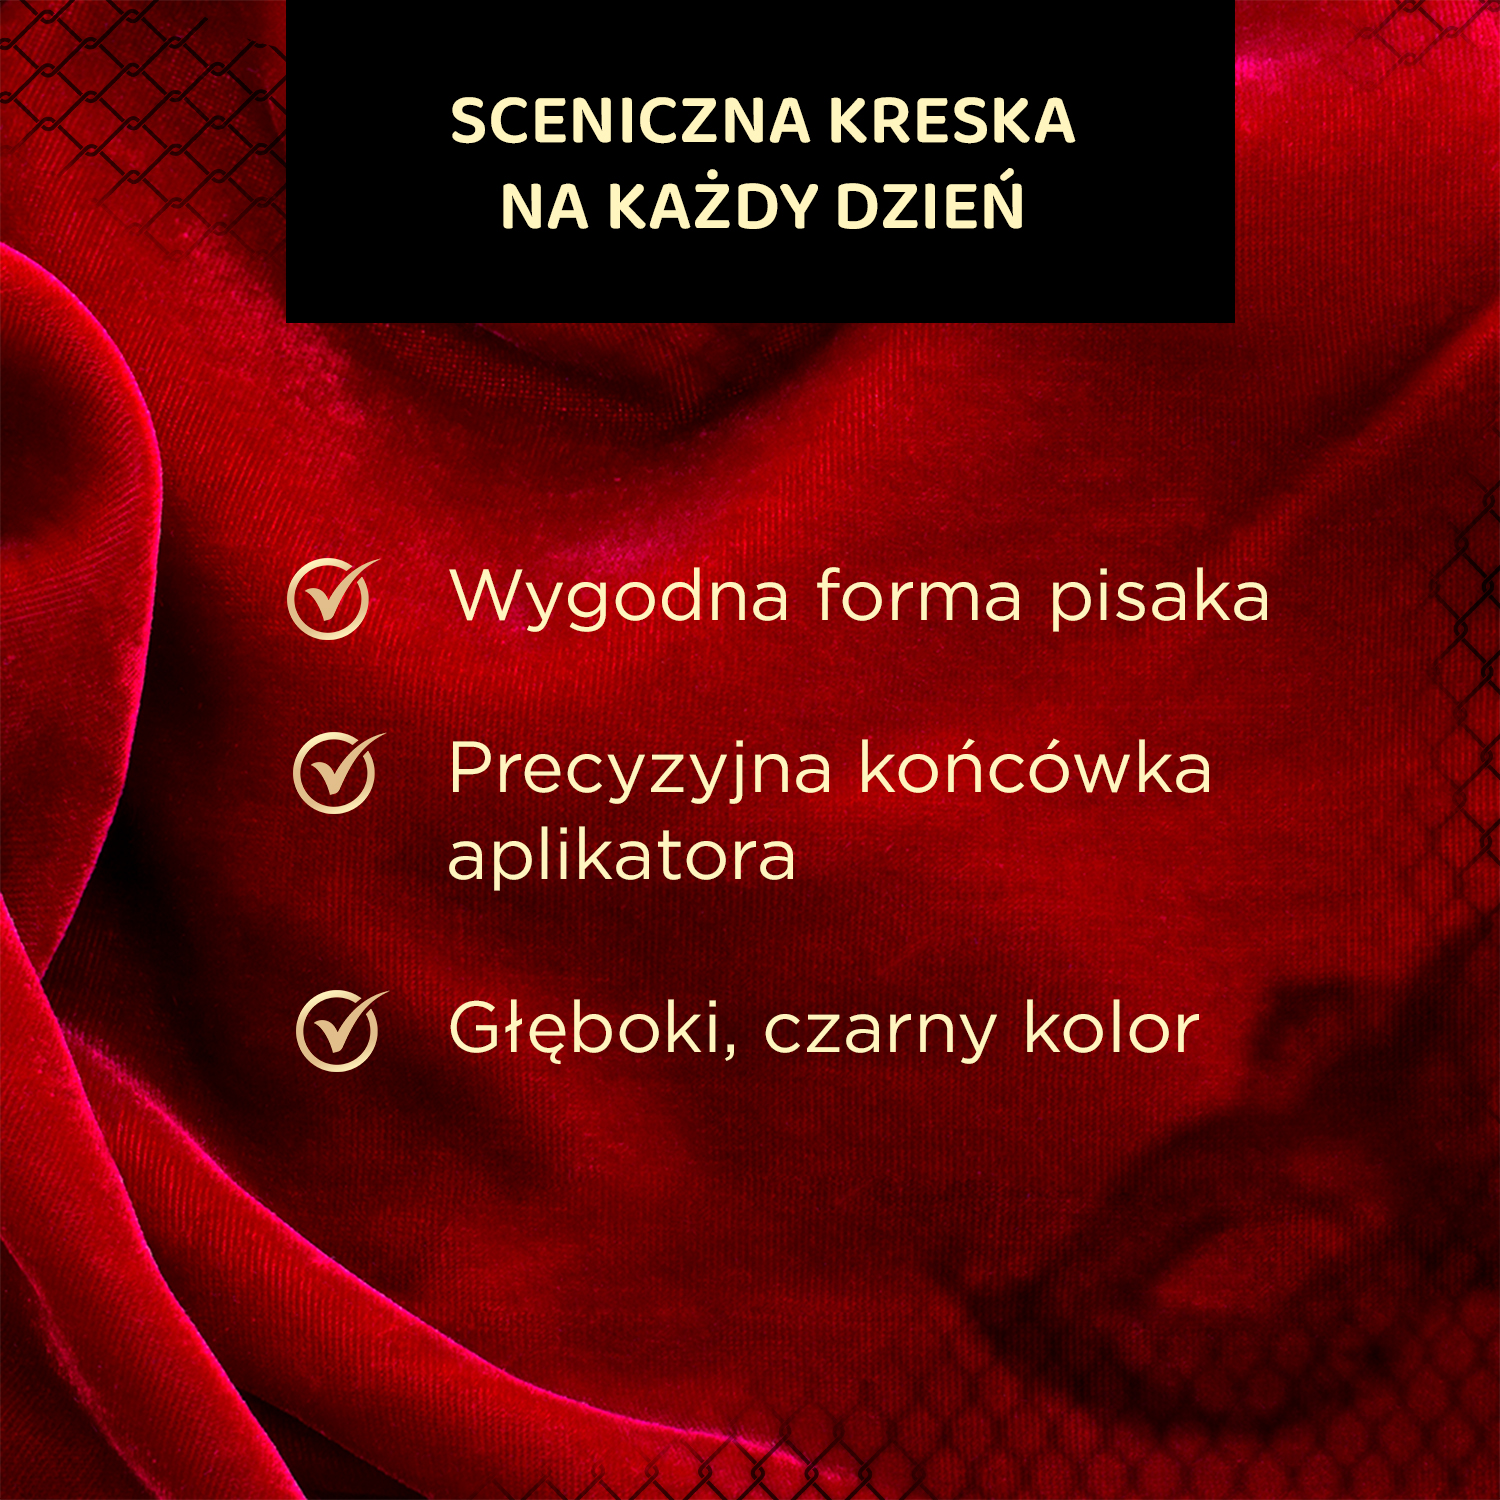 SCENICZNA KRESKA
NA KAŻDY DZIEŃ
Wygodna forma pisaka
Precyzyjna końcówka
aplikatora
Głęboki, czarny kolor